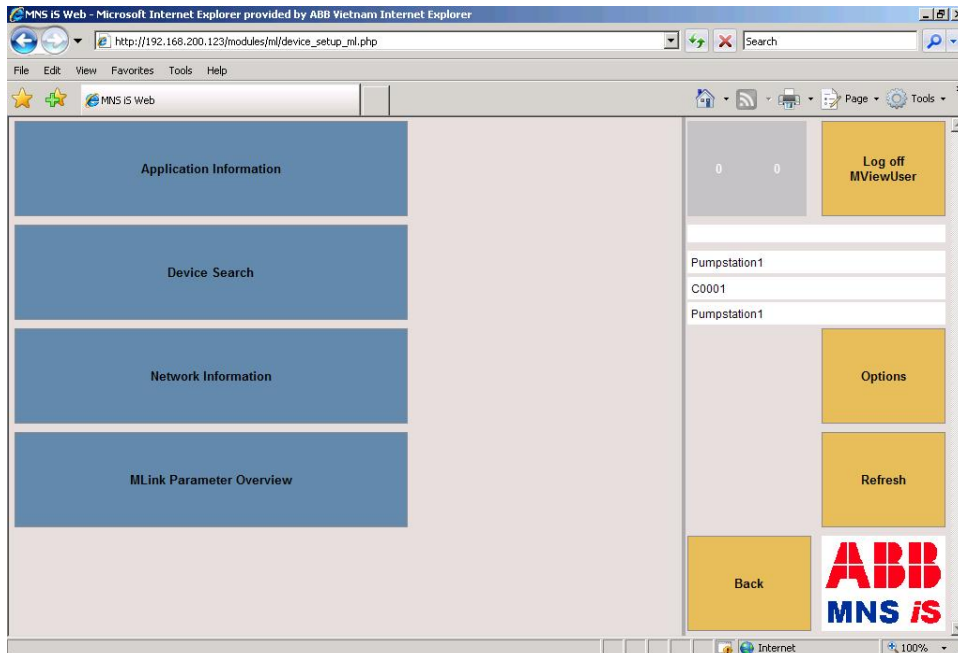 MNS iS Web - Microsoft Internet Explorer provided by ABB Vietnam Internet Explorer
http://192.168.200.123/modules/ml/device_setup_ml.php
Search
File Edit View Favorites Tools Help
MNS iS Web
Page
Tools
Application Information
Device Search
Network Information
MLink Parameter Overview
0 0
Log off
MViewUser
Pumpstation1
C0001
Pumpstation1
Options
Refresh
Back
ABB
MNS iS
Internet
100%